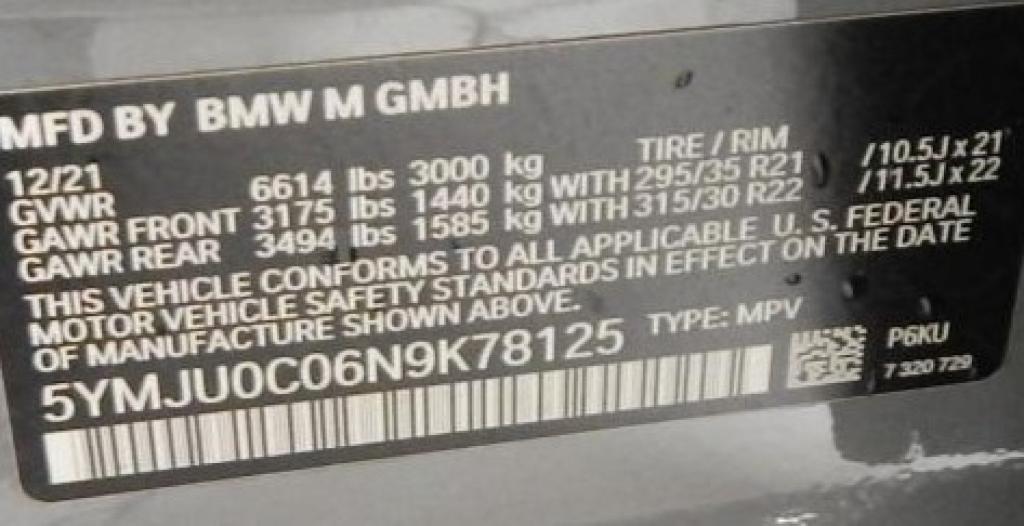 MFD BY BMW M GMBH
12/21 TIRE / RIM
GVWR 6614 lbs 3000 kg
GAWR FRONT 3175 lbs 1440 kg WITH 295/35 R21 /10.5J x 21
GAWR REAR 3494 lbs 1585 kg WITH 315/30 R22 /11.5J x 22
THIS VEHICLE CONFORMS TO ALL APPLICABLE U. S. FEDERAL
MOTOR VEHICLE SAFETY STANDARDS IN EFFECT ON THE DATE
OF MANUFACTURE SHOWN ABOVE.
5YMJU0C06N9K78125 TYPE: MPV
P6KU
7 320 729